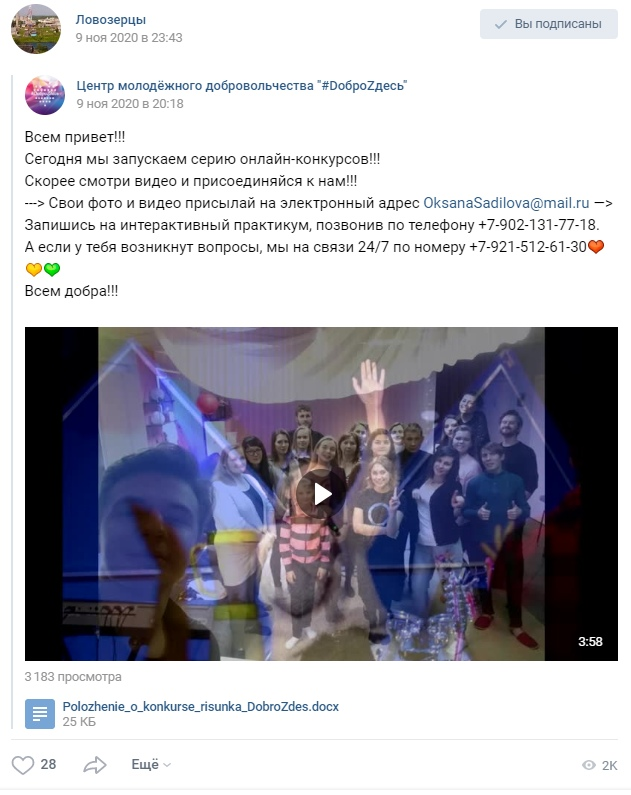 Ловозерцы
9 ноя 2020 в 23:43
Вы подписаны
Центр молодёжного добровольчества "#DоброZдесь"
9 ноя 2020 в 20:18
Всем привет!!!
Сегодня мы запускаем серию онлайн-конкурсов!!!
Скорее смотри видео и присоединяйся к нам!!!
---> Свои фото и видео присылай на электронный адрес OksanaSadilova@mail.ru —>
Запишись на интерактивный практикум, позвонив по телефону +7-902-131-77-18.
А если у тебя возникнут вопросы, мы на связи 24/7 по номеру +7-921-512-61-30❤
💛💚
Всем добра!!!
3:58
3 183 просмотра
Polozhenie_o_konkurse_risunka_DobroZdes.docx
25 КБ
28
Ещё
2K